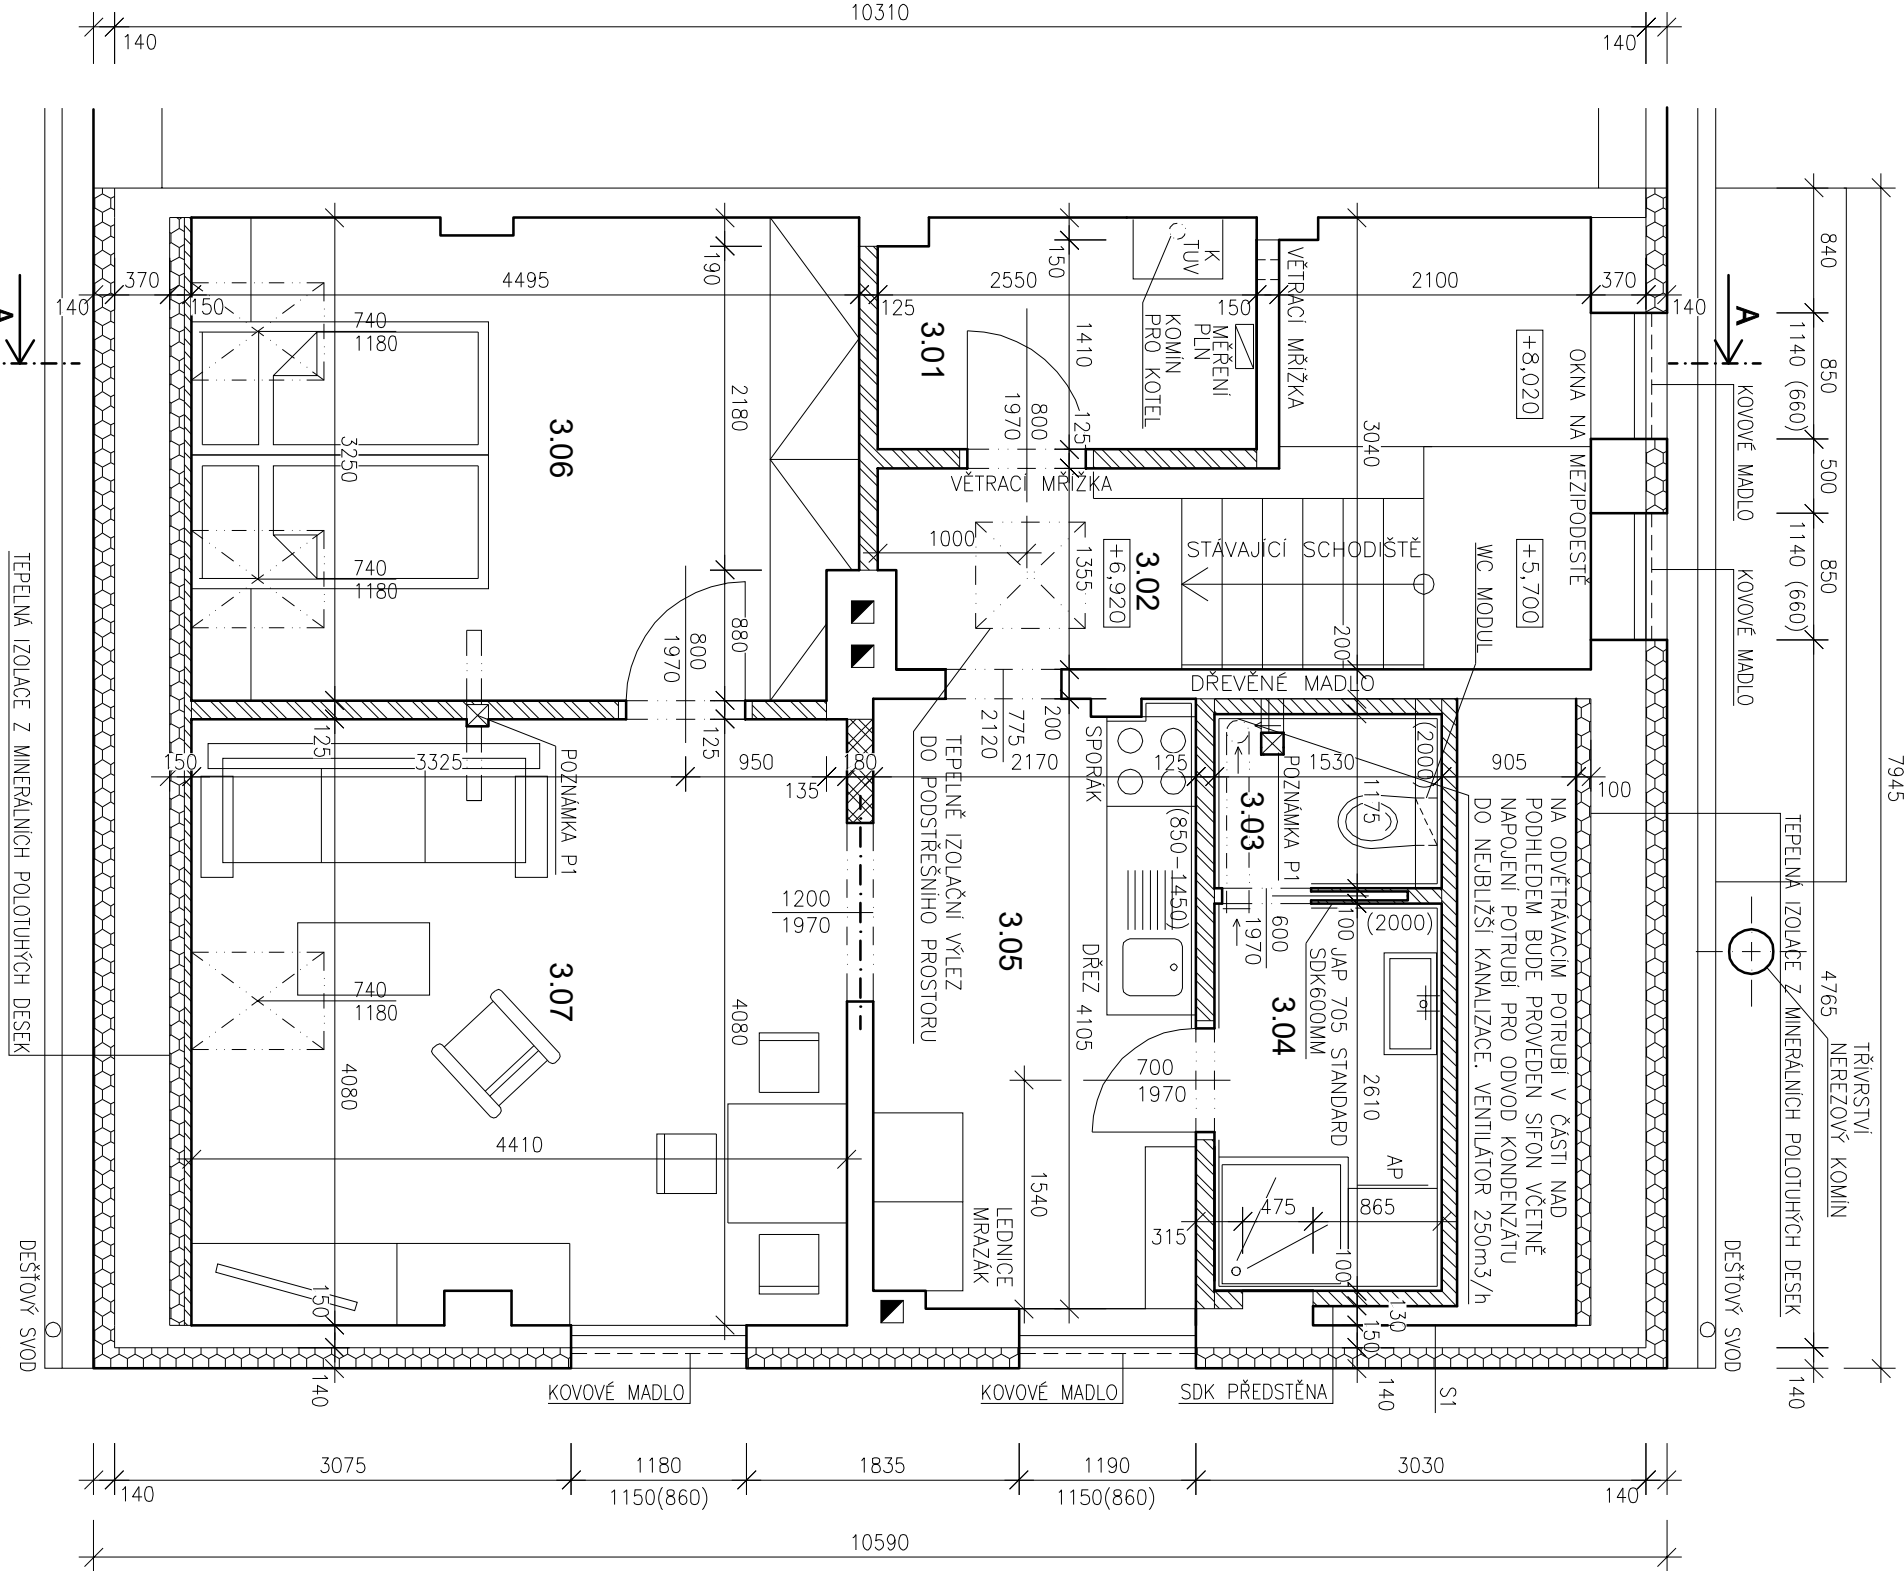 10310
140
140
7945
840
1140 (660)
850
500
1140 (660)
850
4765
140
A
A
KOVOVÉ MADLO
KOVOVÉ MADLO
TEPELNÁ IZOLACE Z MINERÁLNÍCH POLOTUHÝCH DESEK
TŘÍVRSTVÍ
NEREZOVÝ KOMÍN
DEŠŤOVÝ SVOD
140
370
150
4495
125
2550
150
2100
370
140
190
150
K
TUV
VĚTRACÍ MŘÍŽKA
MĚŘENÍ
PLN
KOMÍN
PRO KOTEL
+8,020
OKNA NA MEZIPODESTĚ
740
1180
3.01
1410
800
1970
125
2180
3.06
3250
3040
VĚTRACÍ MŘÍŽKA
740
1180
1000
1355
+6,920
3.02
STÁVAJÍCÍ SCHODIŠTĚ
+5,700
WC MODUL
200
880
800
1970
DŘEVĚNÉ MADLO
775
2120
200
125
125
150
3325
950
135
180
2170
125
1530
905
100
POZNÁMKA P1
TEPELNĚ IZOLAČNÍ VÝLEZ
DO PODSTŘEŠNÍHO PROSTORU
SPORÁK
(850-1450)
DŘEZ 4105
POZNÁMKA P1
3.03
1175
(2000)
(2000)
NA ODVĚTRÁVACÍM POTRUBÍ V ČÁSTI NAD
PODHLEDEM BUDE PROVEDEN SIFON VČETNĚ
NAPOJENÍ POTRUBÍ PRO ODVOD KONDENZÁTU
DO NEJBLIŽŠÍ KANALIZACE. VENTILÁTOR 250m3/h
1200
1970
3.05
600
1970
100
JAP 705 STANDARD
SDK600MM
3.04
3.07
740
1180
4080
4080
700
1970
2610
AP
4410
1540
LEDNICE
MRAZÁK
315
475
865
100
130
150
150
140
140
TEPELNÁ IZOLACE Z MINERÁLNÍCH POLOTUHÝCH DESEK
DEŠŤOVÝ SVOD
KOVOVÉ MADLO
KOVOVÉ MADLO
SDK PŘEDSTĚNA
S1
3075
1180
1835
1190
3030
140
1150(860)
1150(860)
140
10590